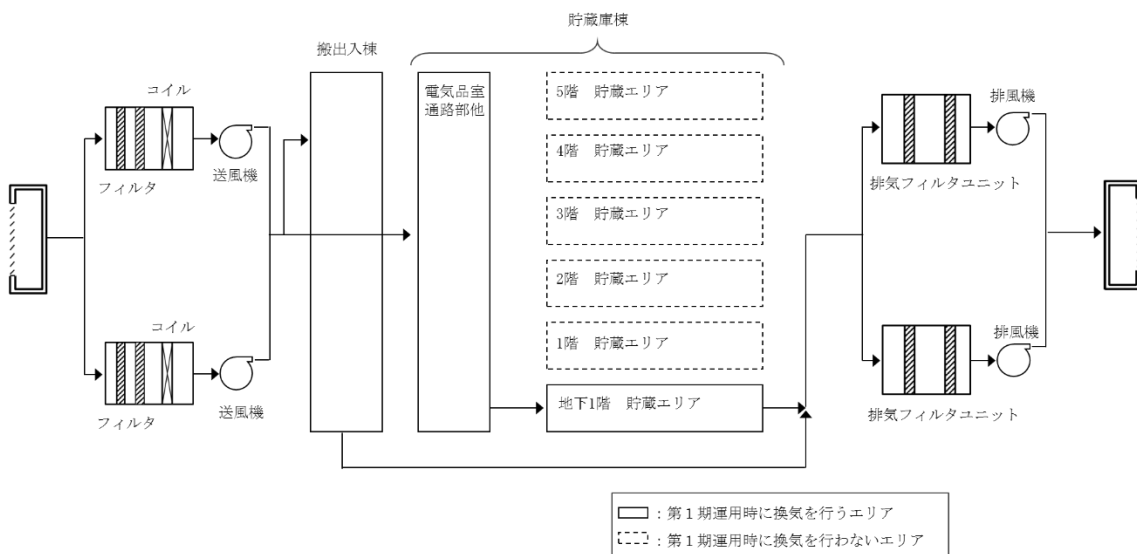 貯蔵庫棟
搬出入棟
コイル
フィルタ
送風機
コイル
フィルタ
送風機
電気品室
通路部他
5階 貯蔵エリア
4階 貯蔵エリア
3階 貯蔵エリア
2階 貯蔵エリア
1階 貯蔵エリア
地下1階 貯蔵エリア
排風機
排気フィルタユニット
排風機
排気フィルタユニット
：第１期運用時に換気を行うエリア
：第１期運用時に換気を行わないエリア